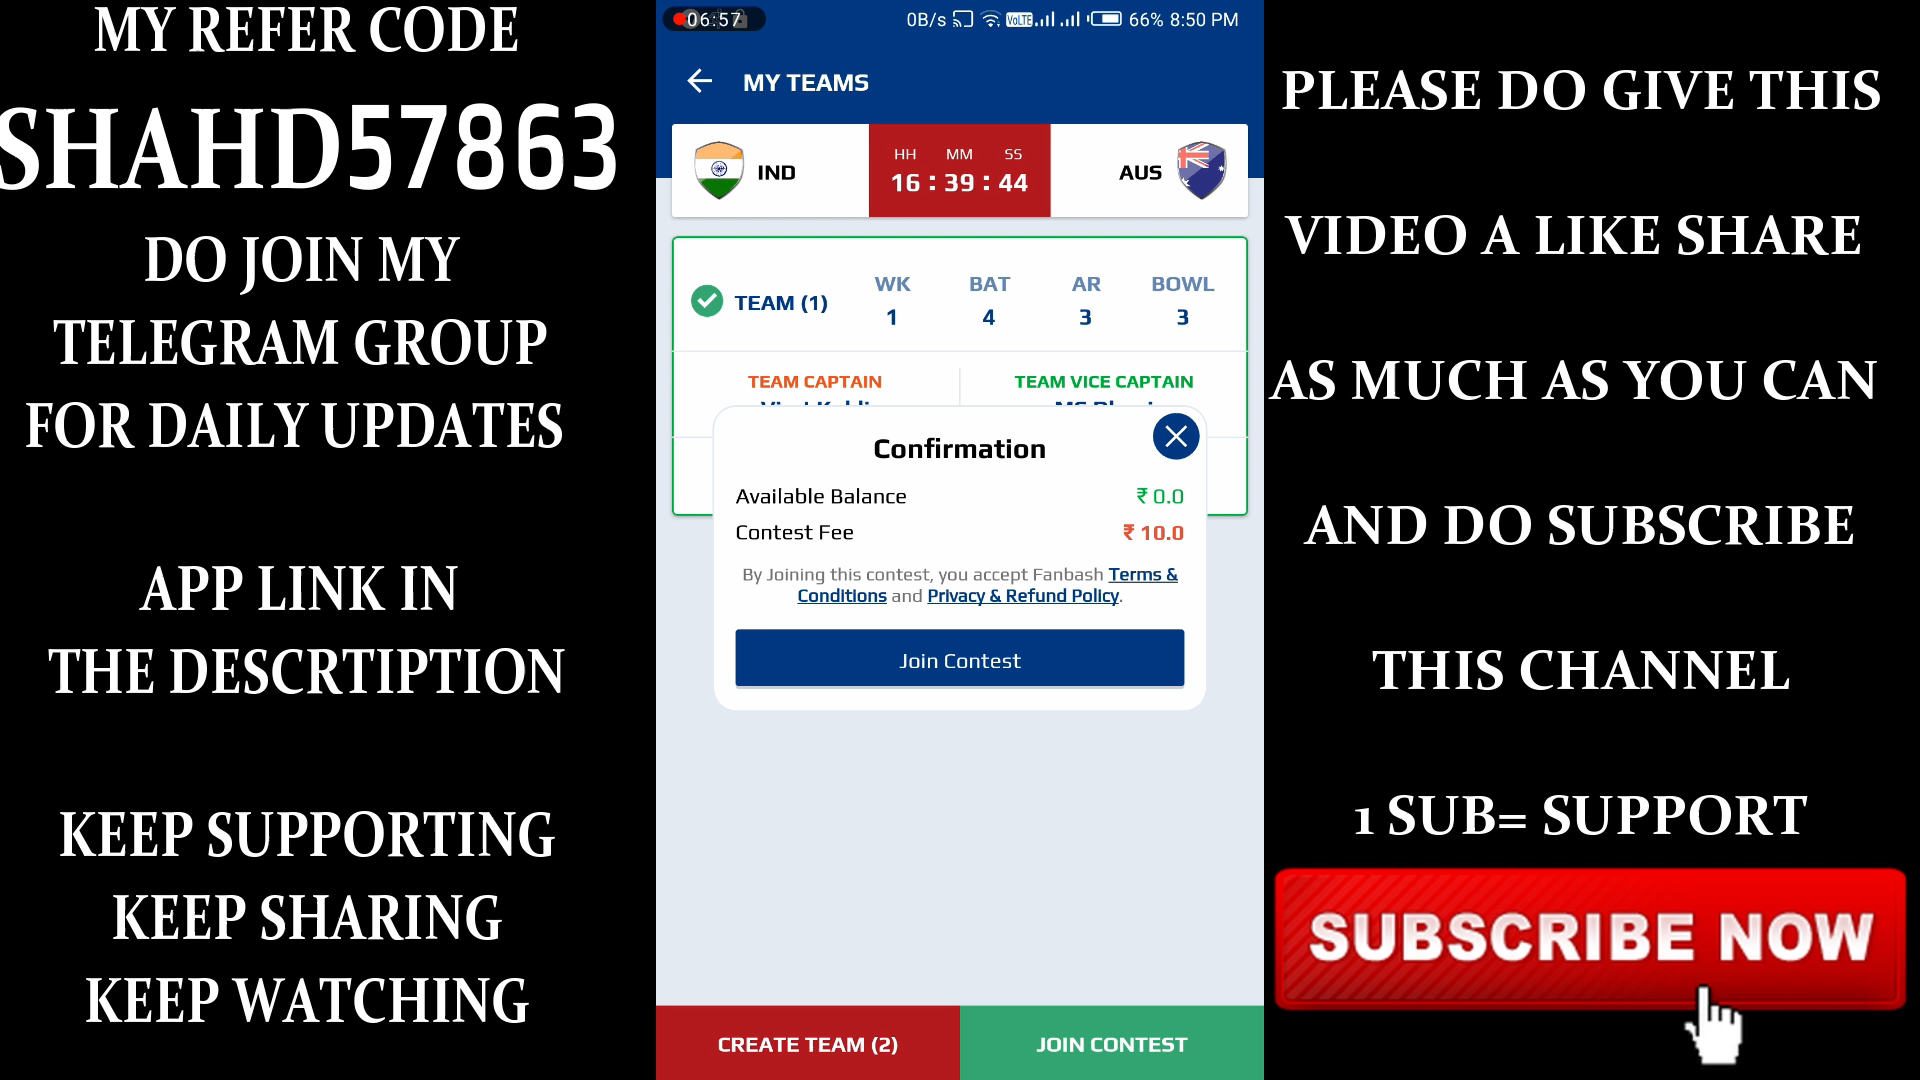 MY REFER CODE
SHAHD57863
DO JOIN MY
TELEGRAM GROUP
FOR DAILY UPDATES
APP LINK IN
THE DESCRTIPTION
KEEP SUPPORTING
KEEP SHARING
KEEP WATCHING
06:57
0B/s VoLTE 66% 8:50 PM
MY TEAMS
IND
HH MM SS
16 : 39 : 44
AUS
WK BAT AR BOWL
TEAM (1)
1 4 3 3
TEAM CAPTAIN TEAM VICE CAPTAIN
Confirmation
Available Balance ₹ 0.0
Contest Fee ₹ 10.0
By Joining this contest, you accept Fanbash Terms &
Conditions and Privacy & Refund Policy.
Join Contest
CREATE TEAM (2) JOIN CONTEST
PLEASE DO GIVE THIS
VIDEO A LIKE SHARE
AS MUCH AS YOU CAN
AND DO SUBSCRIBE
THIS CHANNEL
1 SUB= SUPPORT
SUBSCRIBE NOW